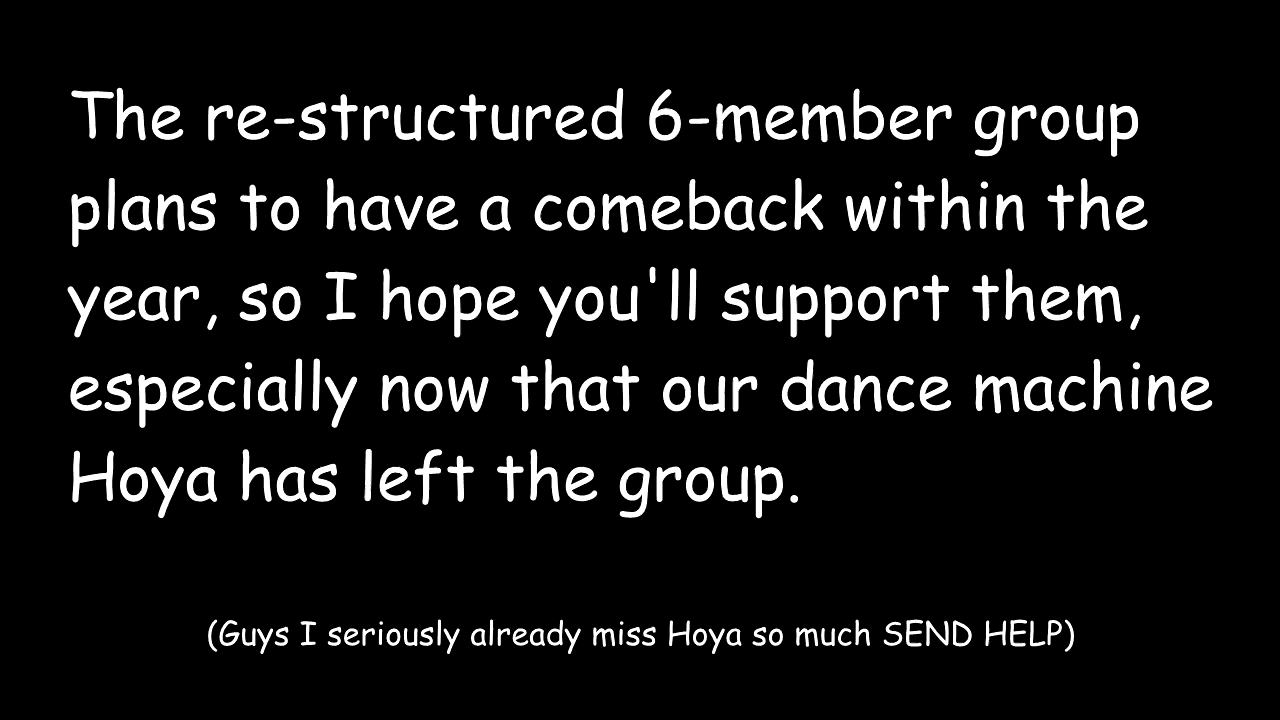 The re-structured 6-member group
plans to have a comeback within the
year, so I hope you'll support them,
especially now that our dance machine
Hoya has left the group.
(Guys I seriously already miss Hoya so much SEND HELP)